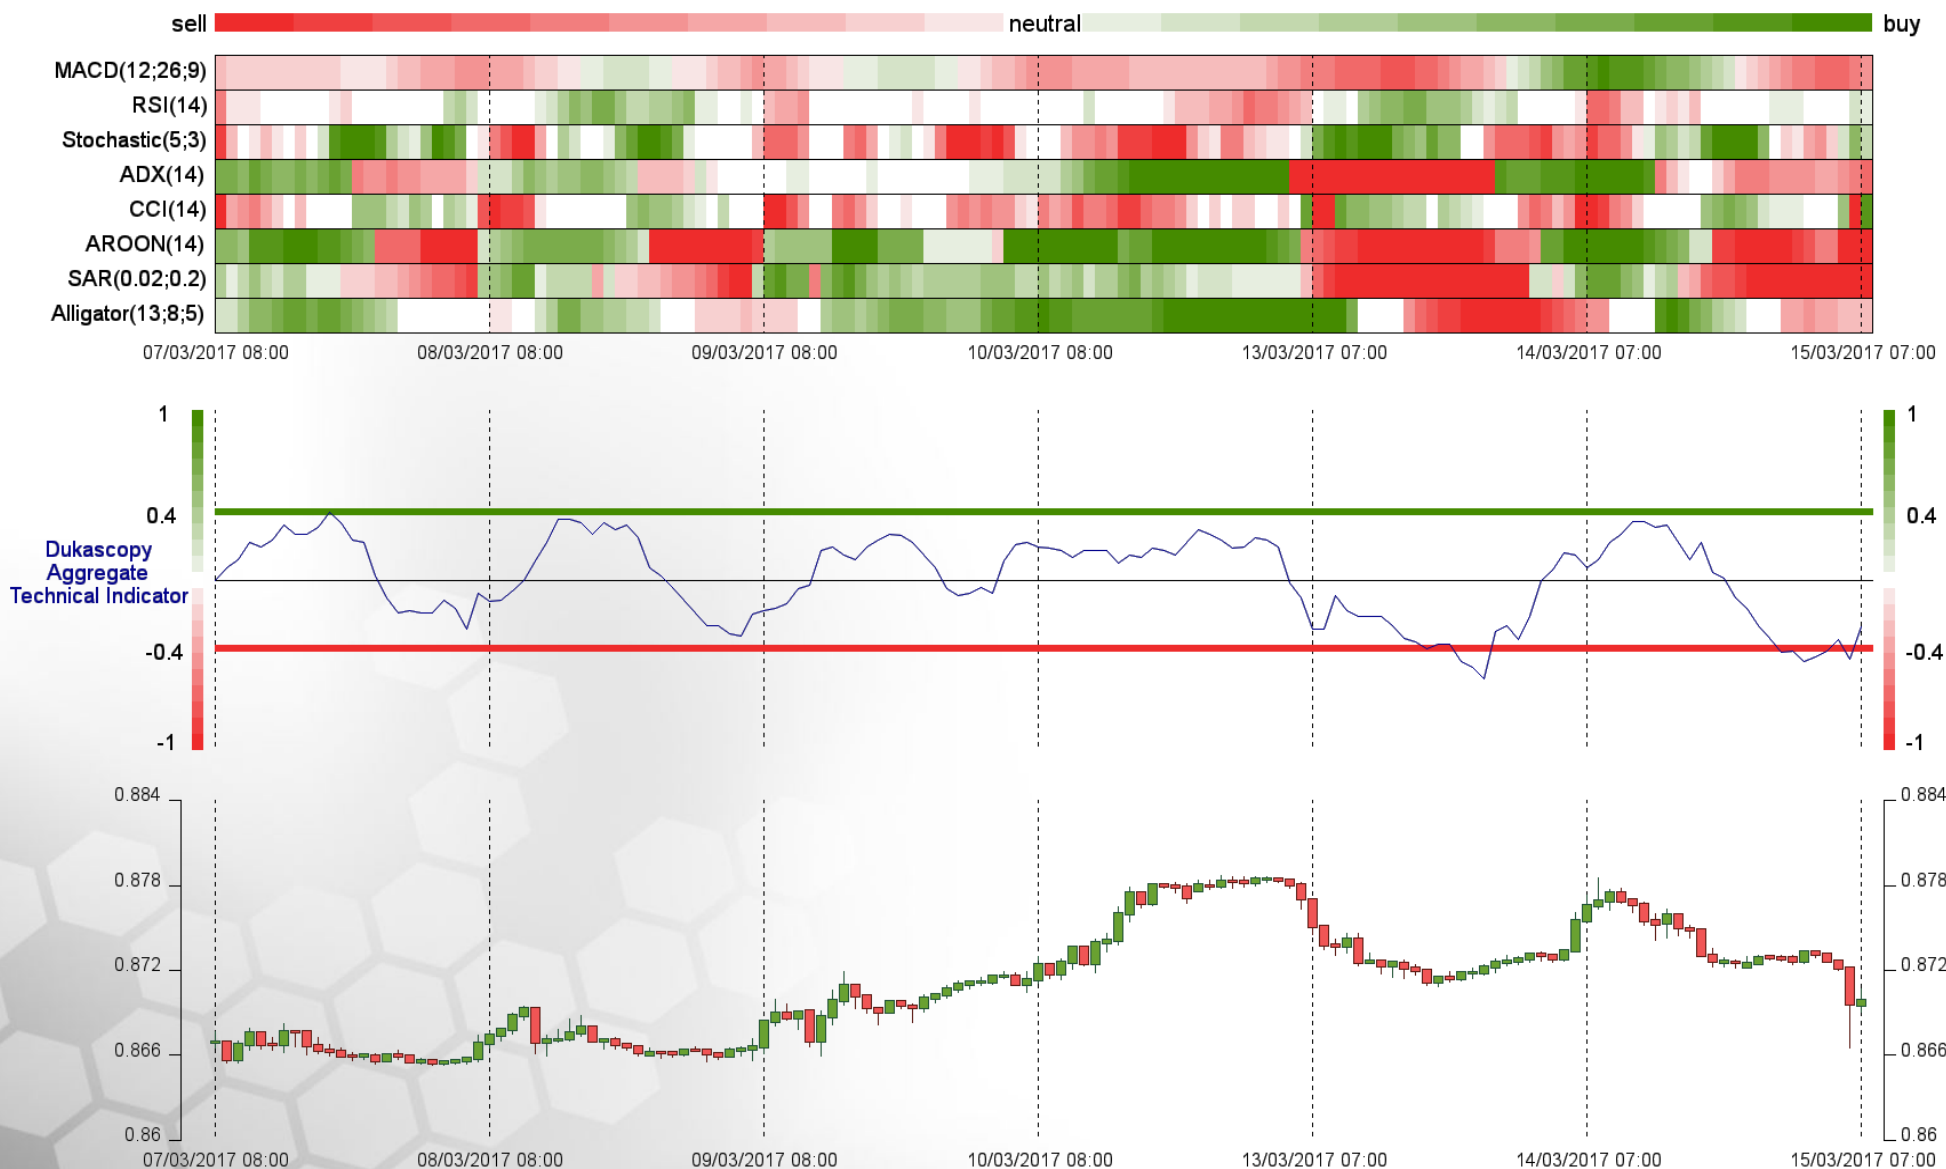 sell neutral buy
MACD(12;26;9)
RSI(14)
Stochastic(5;3)
ADX(14)
CCI(14)
AROON(14)
SAR(0.02;0.2)
Alligator(13;8;5)
07/03/2017 08:00 08/03/2017 08:00 09/03/2017 08:00 10/03/2017 08:00 13/03/2017 07:00 14/03/2017 07:00 15/03/2017 07:00
1 1
0.4 0.4
Dukascopy
Aggregate
Technical Indicator
-0.4 -0.4
-1 -1
0.884 0.884
0.878 0.878
0.872 0.872
0.866 0.866
0.86 0.86
07/03/2017 08:00 08/03/2017 08:00 09/03/2017 08:00 10/03/2017 08:00 13/03/2017 07:00 14/03/2017 07:00 15/03/2017 07:00